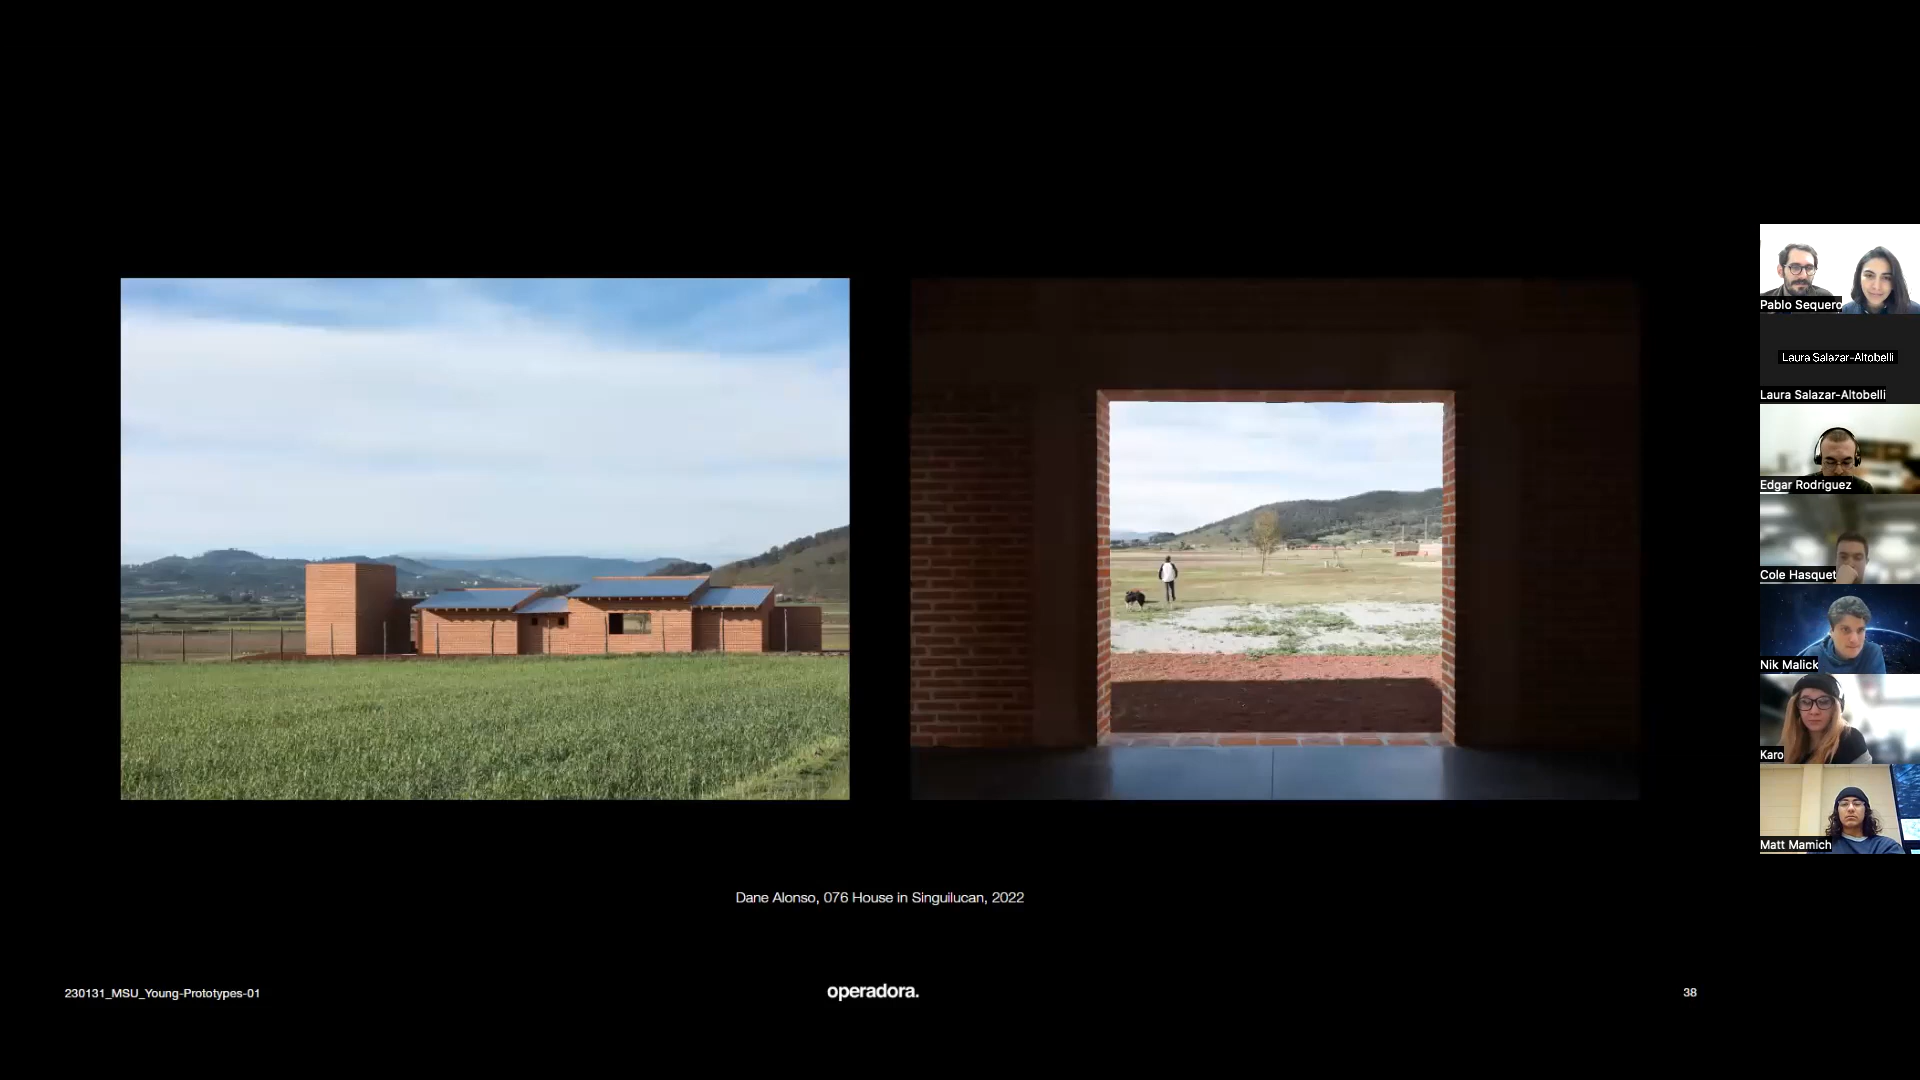 Pablo Sequero
Laura Salazar-Altobelli
Laura Salazar-Altobelli
Edgar Rodriguez
Cole Hasquet
Nik Malick
Karo
Matt Mamich
Dane Alonso, 076 House in Singuilucan, 2022
230131_MSU_Young-Prototypes-01
operadora.
38